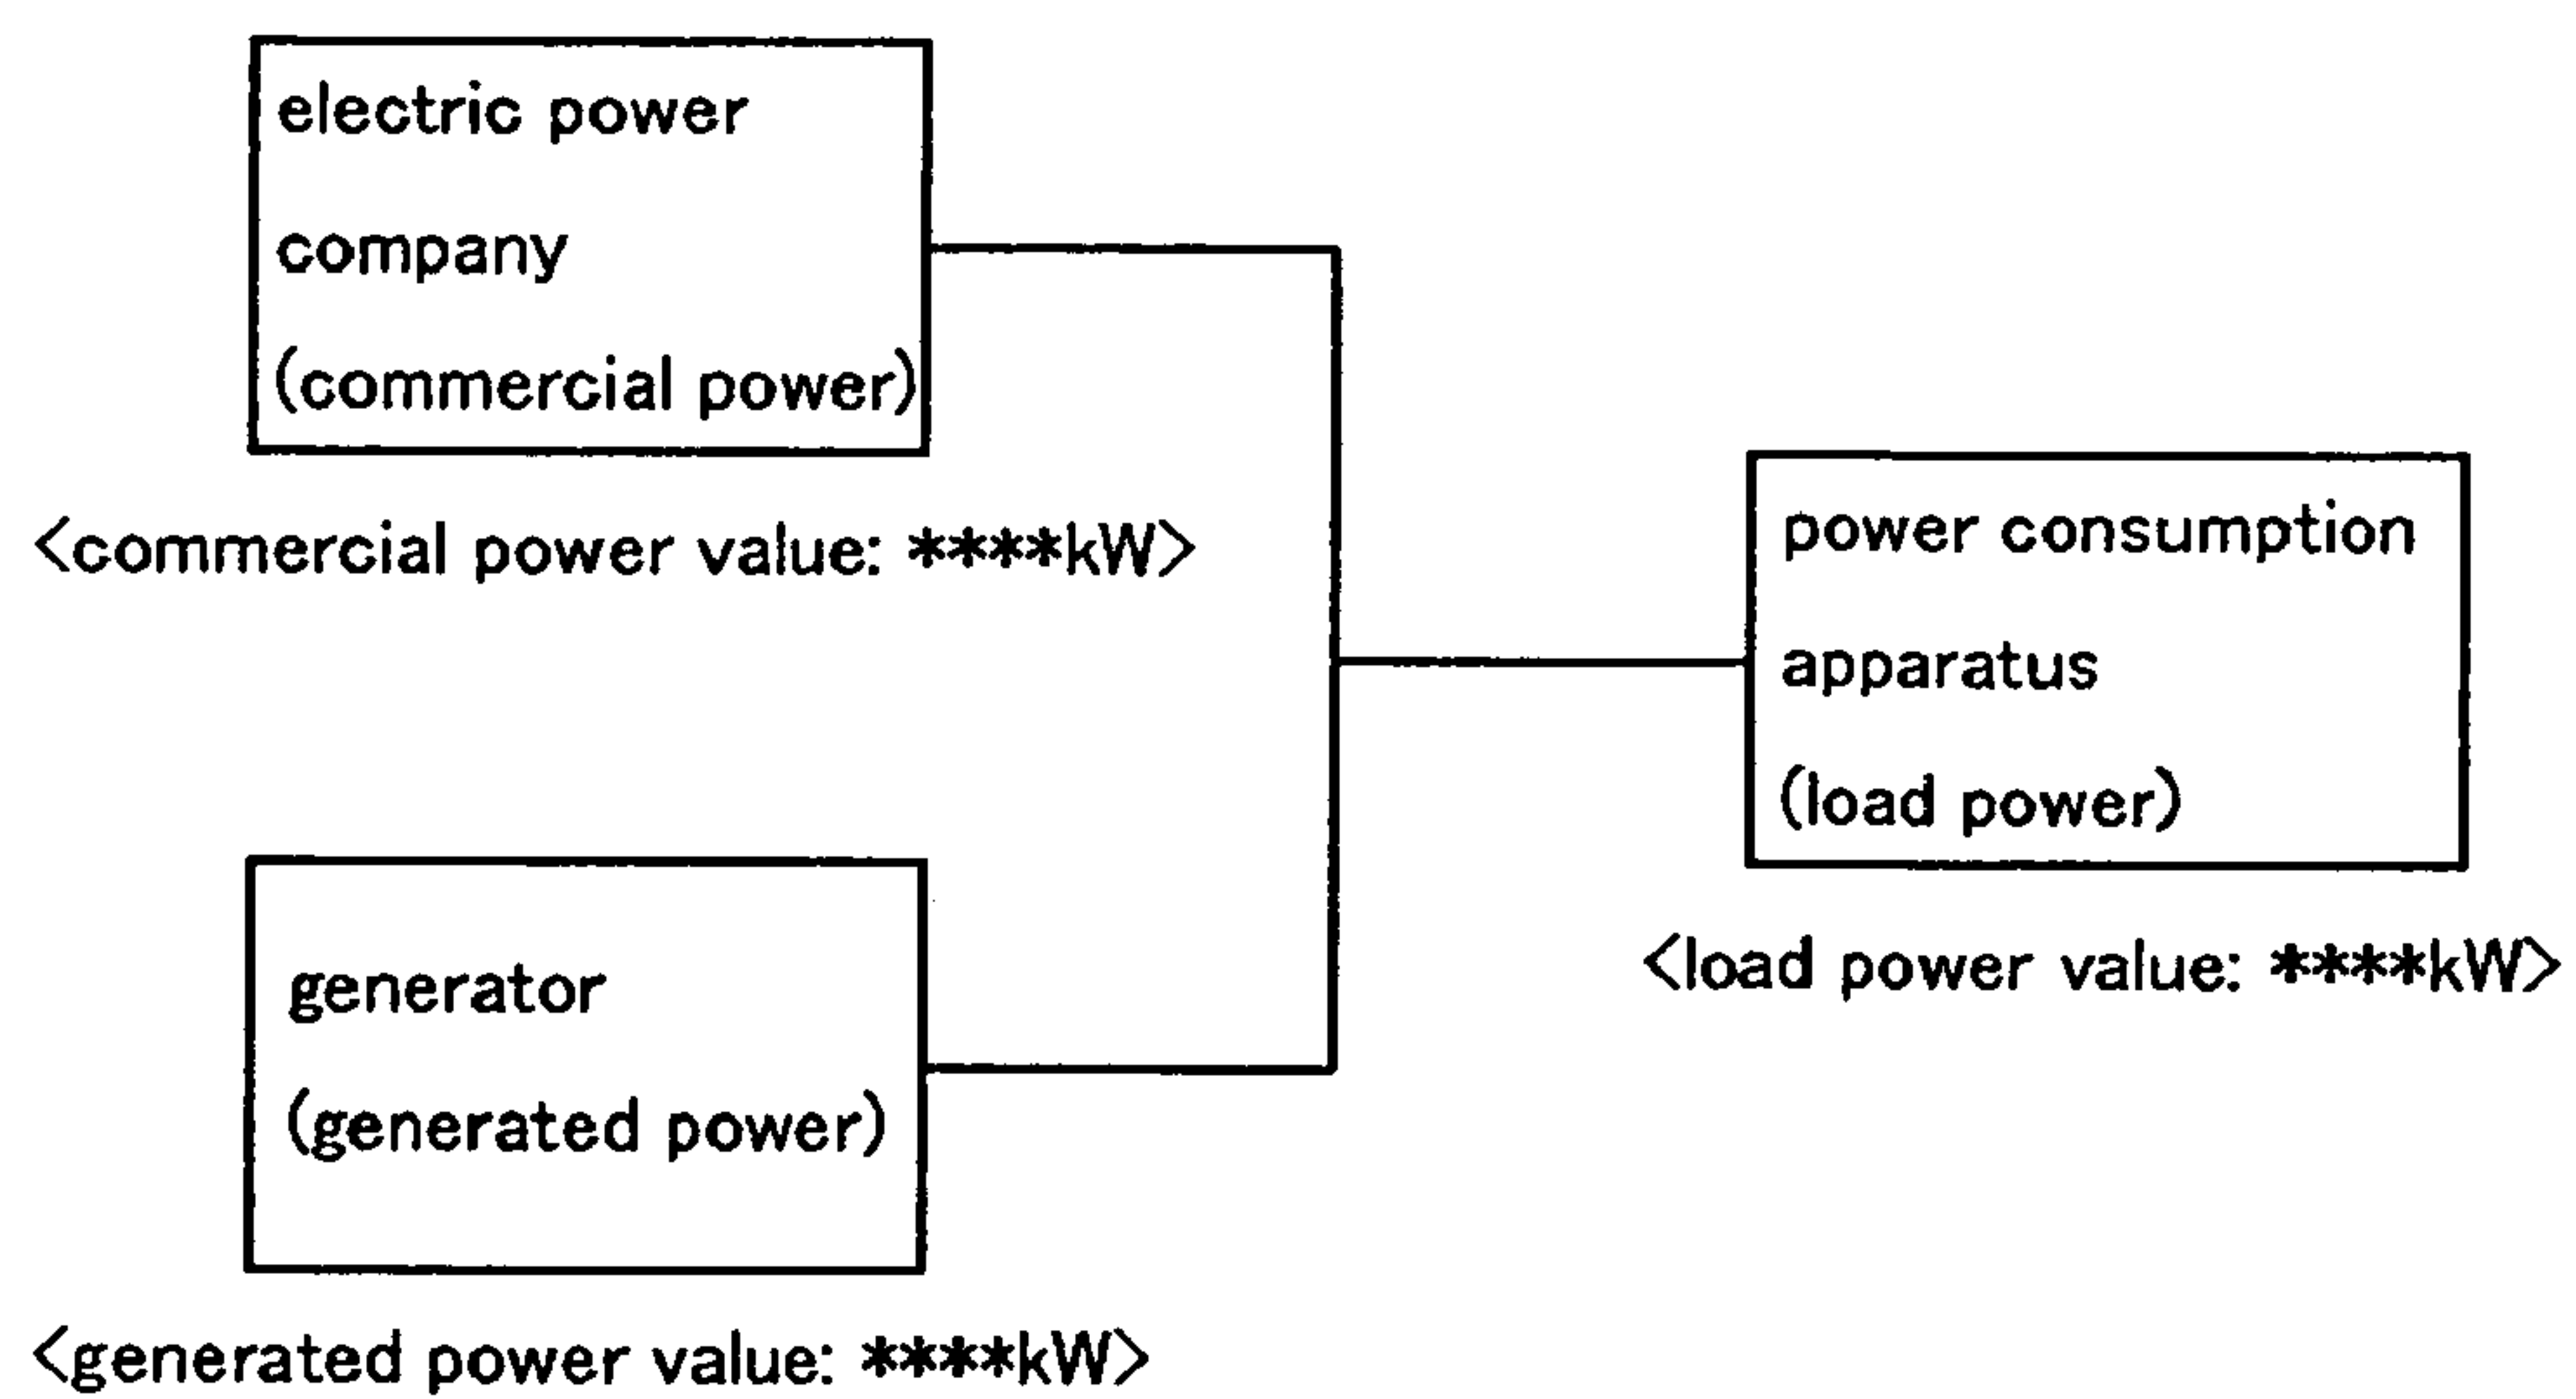 electric power
company
(commercial power)
<commercial power value: ****kW>
power consumption
apparatus
(load power)
<load power value: ****kW>
generator
(generated power)
<generated power value: ****kW>